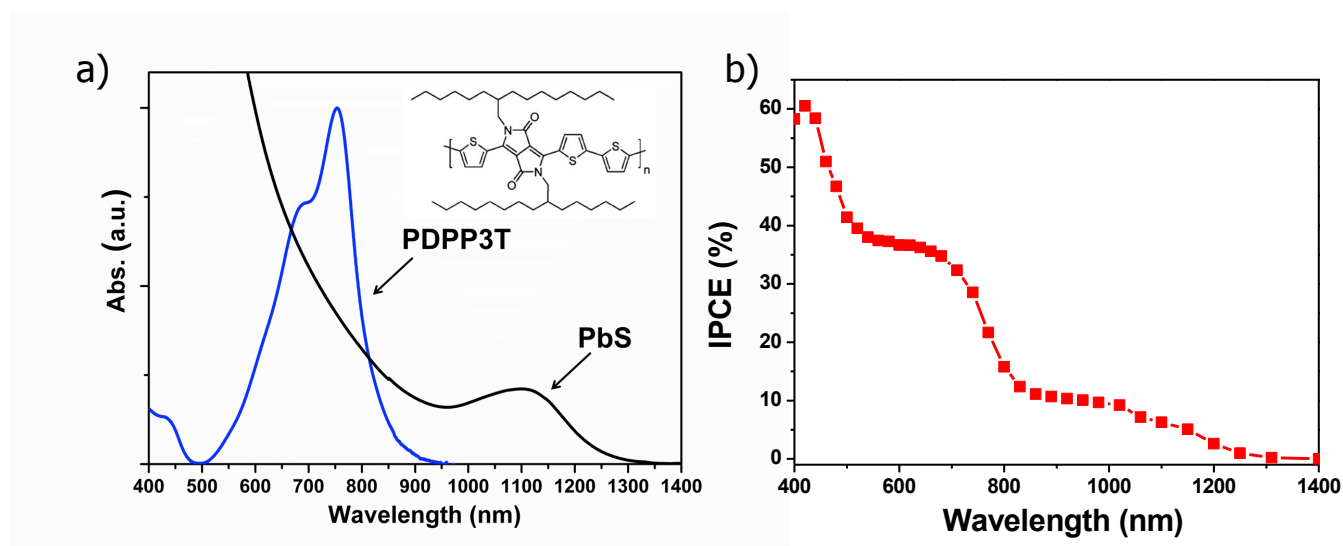 a)
Abs. (a.u.)
N
O
S
S
S
O
N
n
PDPP3T
PbS
400 500 600 700 800 900 1000 1100 1200 1300 1400
Wavelength (nm)
b)
IPCE (%)
60
50
40
30
20
10
0
400 600 800 1000 1200 1400
Wavelength (nm)